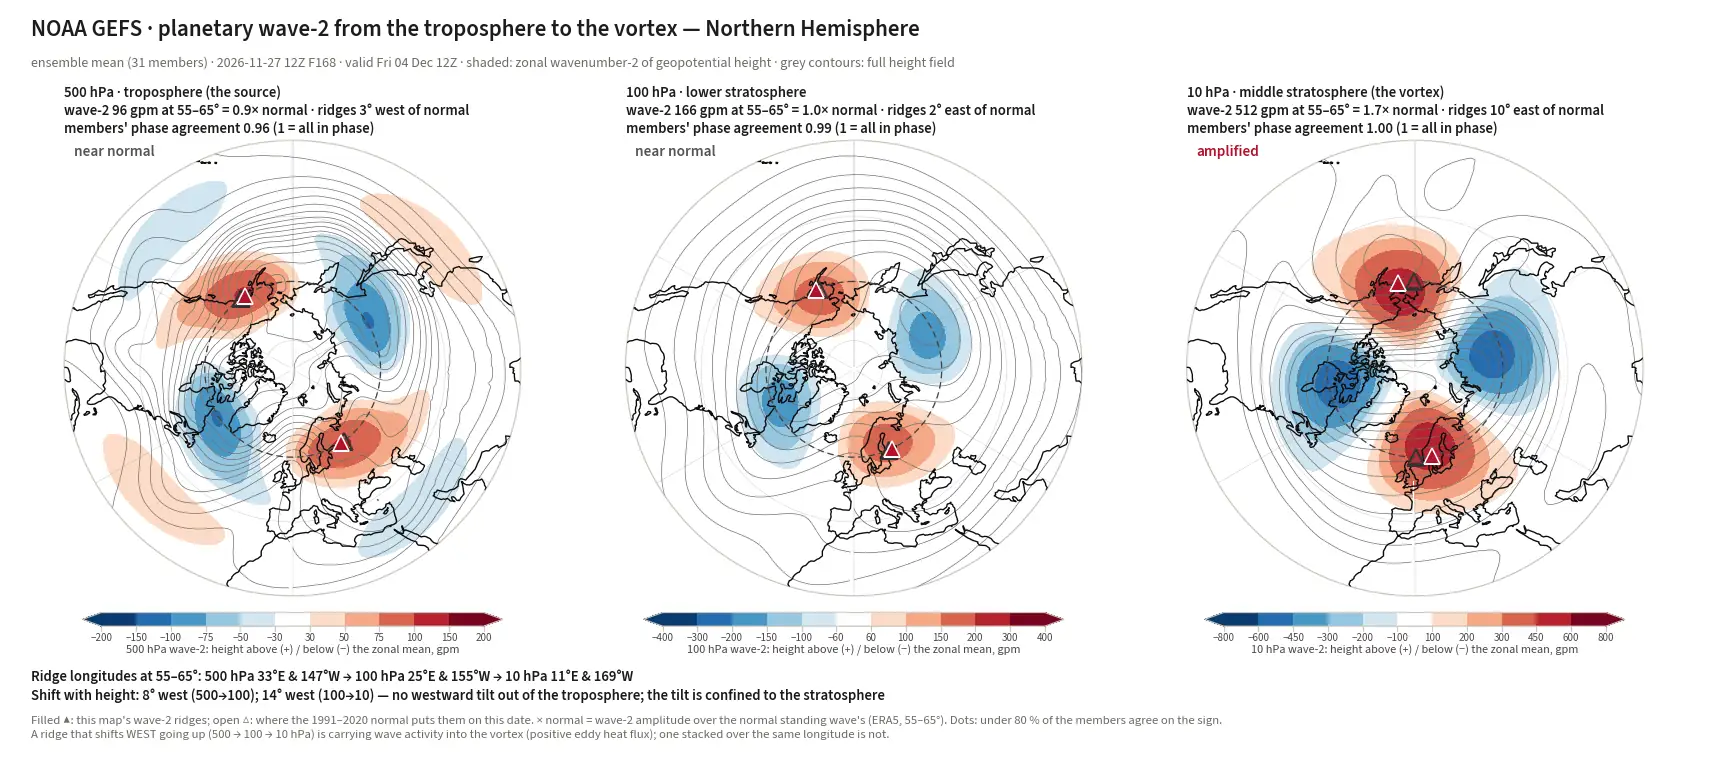 NOAA GEFS · planetary wave-2 from the troposphere to the vortex — Northern Hemisphere
ensemble mean (31 members) · 2026-11-27 12Z F168 · valid Fri 04 Dec 12Z · shaded: zonal wavenumber-2 of geopotential height · grey contours: full height field
500 hPa · troposphere (the source)
wave-2 96 gpm at 55–65° = 0.9× normal · ridges 3° west of normal
members' phase agreement 0.96 (1 = all in phase)
near normal
100 hPa · lower stratosphere
wave-2 166 gpm at 55–65° = 1.0× normal · ridges 2° east of normal
members' phase agreement 0.99 (1 = all in phase)
near normal
10 hPa · middle stratosphere (the vortex)
wave-2 512 gpm at 55–65° = 1.7× normal · ridges 10° east of normal
members' phase agreement 1.00 (1 = all in phase)
amplified
−200 −150 −100 −75 −50 −30 30 50 75 100 150 200
500 hPa wave-2: height above (+) / below (−) the zonal mean, gpm
−400 −300 −200 −150 −100 −60 60 100 150 200 300 400
100 hPa wave-2: height above (+) / below (−) the zonal mean, gpm
−800 −600 −450 −300 −200 −100 100 200 300 450 600 800
10 hPa wave-2: height above (+) / below (−) the zonal mean, gpm
Ridge longitudes at 55–65°: 500 hPa 33°E & 147°W → 100 hPa 25°E & 155°W → 10 hPa 11°E & 169°W
Shift with height: 8° west (500→100); 14° west (100→10) — no westward tilt out of the troposphere; the tilt is confined to the stratosphere
Filled ▲: this map's wave-2 ridges; open △: where the 1991–2020 normal puts them on this date. × normal = wave-2 amplitude over the normal standing wave's (ERA5, 55–65°). Dots: under 80 % of the members agree on the sign.
A ridge that shifts WEST going up (500 → 100 → 10 hPa) is carrying wave activity into the vortex (positive eddy heat flux); one stacked over the same longitude is not.